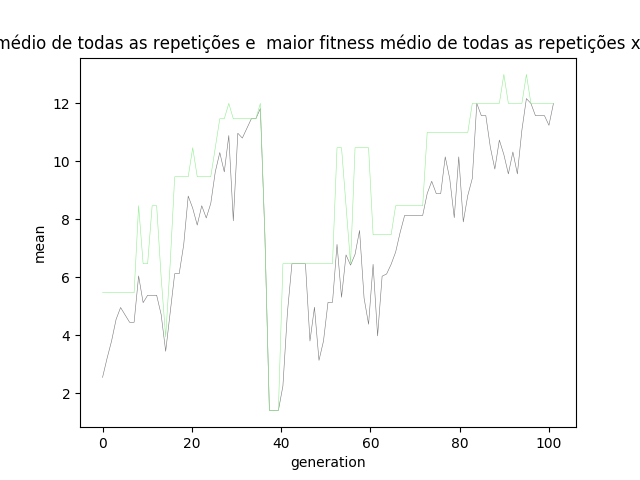 médio de todas as repetições e  maior fitness médio de todas as repetições x
12
10
8
6
4
2
mean
0 20 40 60 80 100
generation